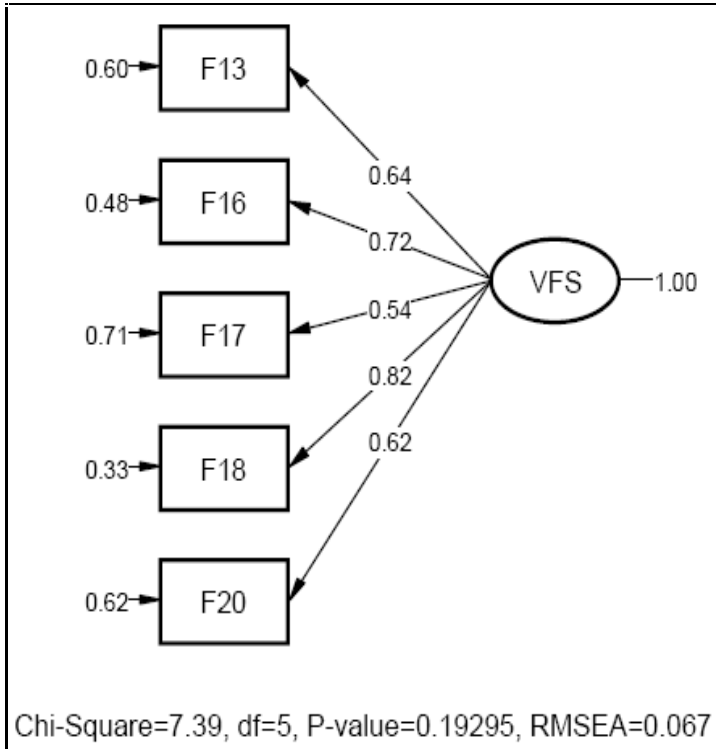 0.60 F13
0.64
0.48 F16
0.72
VFS 1.00
0.71 F17
0.54
0.82
0.33 F18
0.62
0.62 F20
Chi-Square=7.39, df=5, P-value=0.19295, RMSEA=0.067